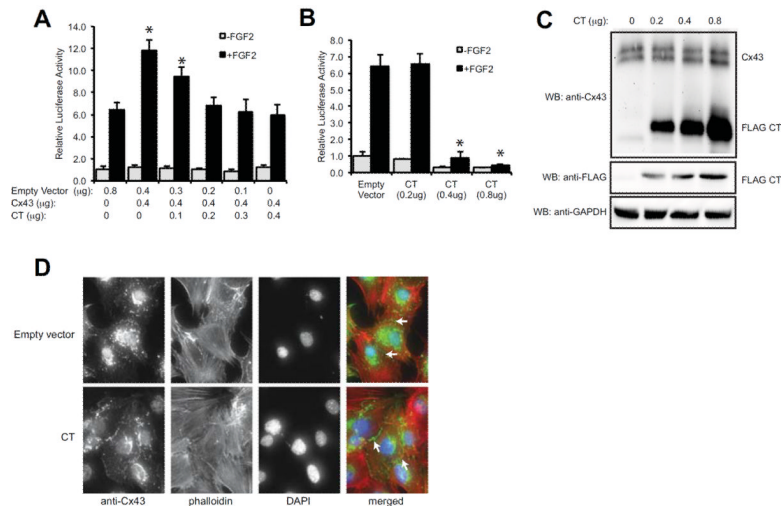 A
14.0
12.0
10.0
8.0
6.0
4.0
2.0
0.0
Relative Luciferase Activity
-FGF2
+FGF2
*
*
Empty Vector (µg): 0.8 0.4 0.3 0.2 0.1 0
Cx43(µg): 0 0.4 0.4 0.4 0.4 0.4
CT (µg): 0 0 0.1 0.2 0.3 0.4
B
8.0
7.0
6.0
5.0
4.0
3.0
2.0
1.0
0.0
Relative Luciferase Activity
-FGF2
+FGF2
*
*
Empty Vector
CT (0.2ug)
CT (0.4ug)
CT (0.8ug)
C
CT (µg): 0 0.2 0.4 0.8
Cx43
WB: anti-Cx43
FLAG CT
WB: anti-FLAG
FLAG CT
WB: anti-GAPDH
D
Empty vector
CT
anti-Cx43
phalloidin
DAPI
merged